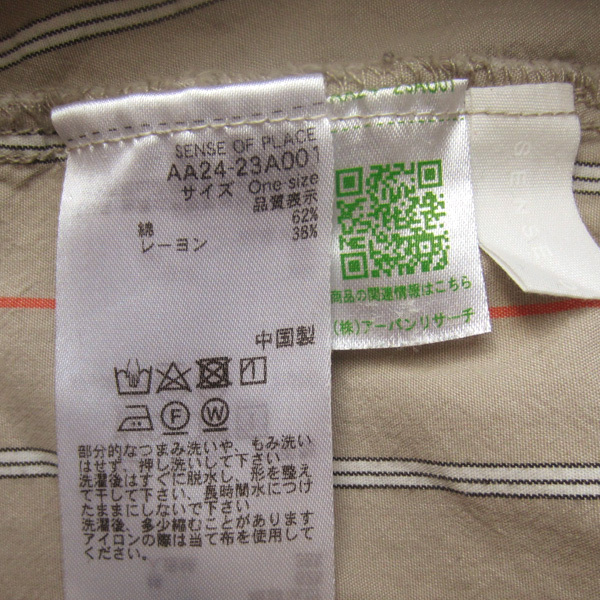 SENSE OF PLACE
AA24-23A001
サイズ One size
品質表示
綿 62%
レーヨン 38%
中国製
部分的なつまみ洗いや、もみ洗い
はせず、押し洗いして下さい
洗濯後はすぐに脱水し、形を整え
て干して下さい、長時間水につけ
たままにしないで下さい
洗濯後、多少縮むことがあります
アイロンの際は当て布を使用して
ください。
商品の関連情報はこちら
(株)アーバンリサーチ
SENSE